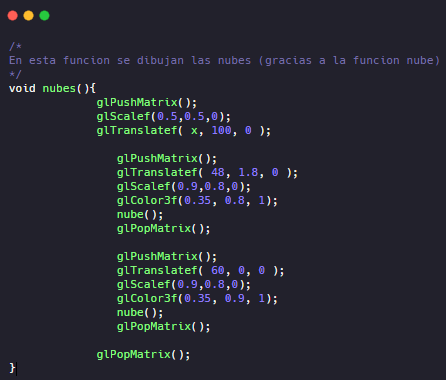 /*
En esta funcion se dibujan las nubes (gracias a la funcion nube)
*/
void nubes(){
glPushMatrix();
glScalef(0.5,0.5,0);
glTranslatef( x, 100, 0 );
glPushMatrix();
glTranslatef( 48, 1.8, 0 );
glScalef(0.9,0.8,0);
glColor3f(0.35, 0.8, 1);
nube();
glPopMatrix();
glPushMatrix();
glTranslatef( 60, 0, 0 );
glScalef(0.9,0.8,0);
glColor3f(0.35, 0.9, 1);
nube();
glPopMatrix();
glPopMatrix();
}